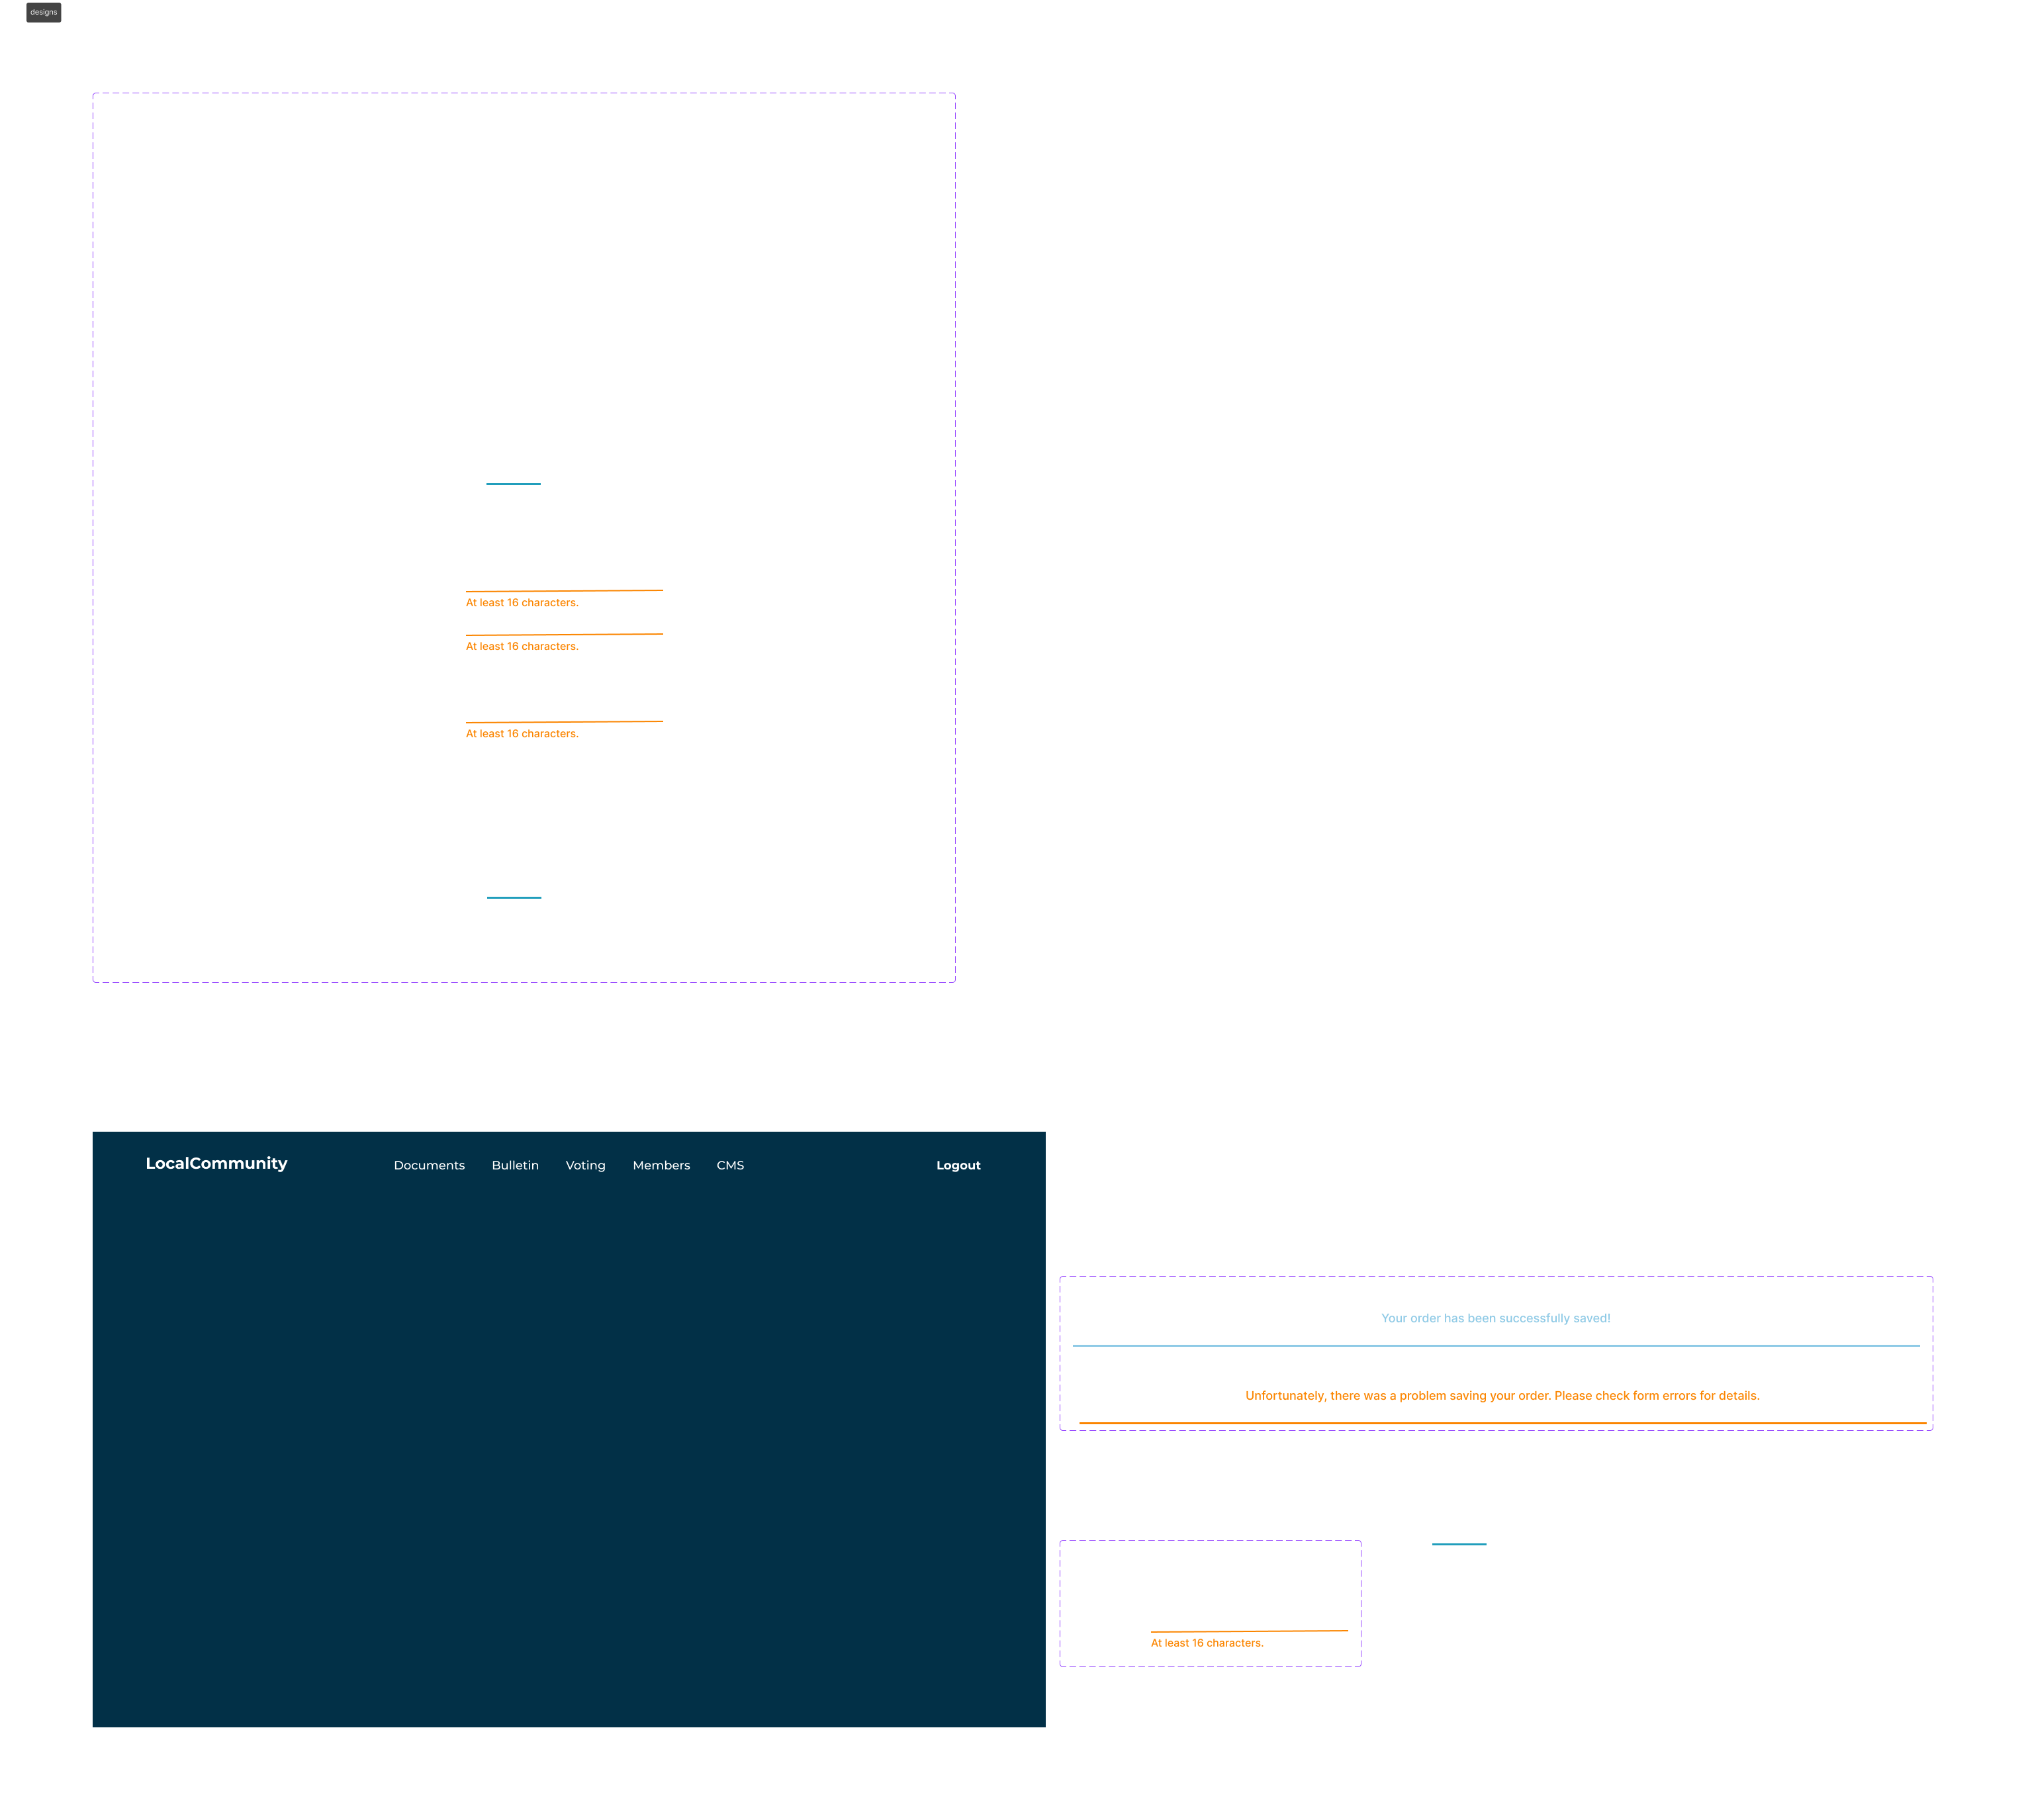 designs
At least 16 characters.
At least 16 characters.
At least 16 characters.
LocalCommunity Documents Bulletin Voting Members CMS Logout
Your order has been successfully saved!
Unfortunately, there was a problem saving your order. Please check form errors for details.
At least 16 characters.